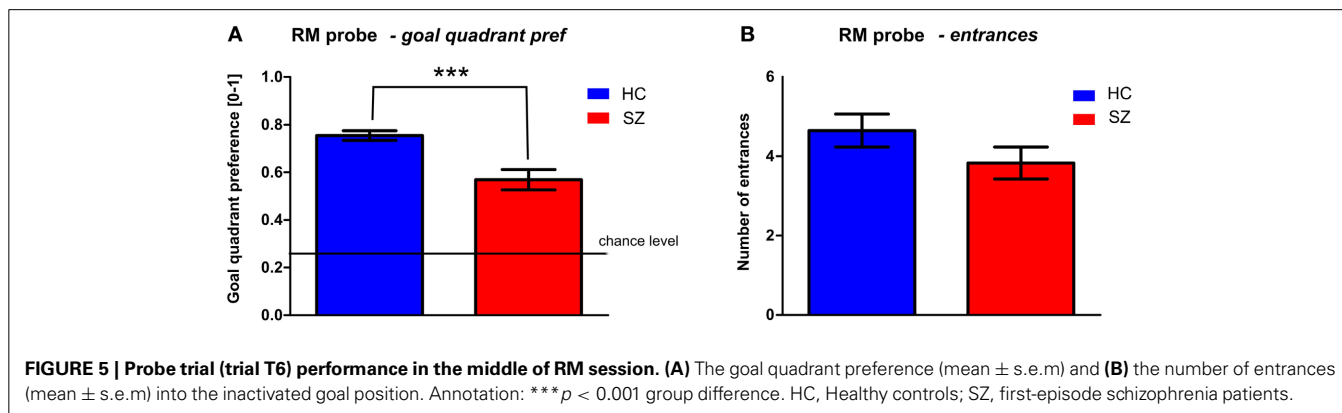 A RM probe - goal quadrant pref
***
HC
SZ
Goal quadrant preference [0-1]
1.0
0.8
0.6
0.4
0.2
0.0
chance level
B RM probe - entrances
HC
SZ
Number of entrances
6
4
2
0
FIGURE 5 | Probe trial (trial T6) performance in the middle of RM session. (A) The goal quadrant preference (mean ± s.e.m) and (B) the number of entrances
(mean ± s.e.m) into the inactivated goal position. Annotation: ***p < 0.001 group difference. HC, Healthy controls; SZ, first-episode schizophrenia patients.